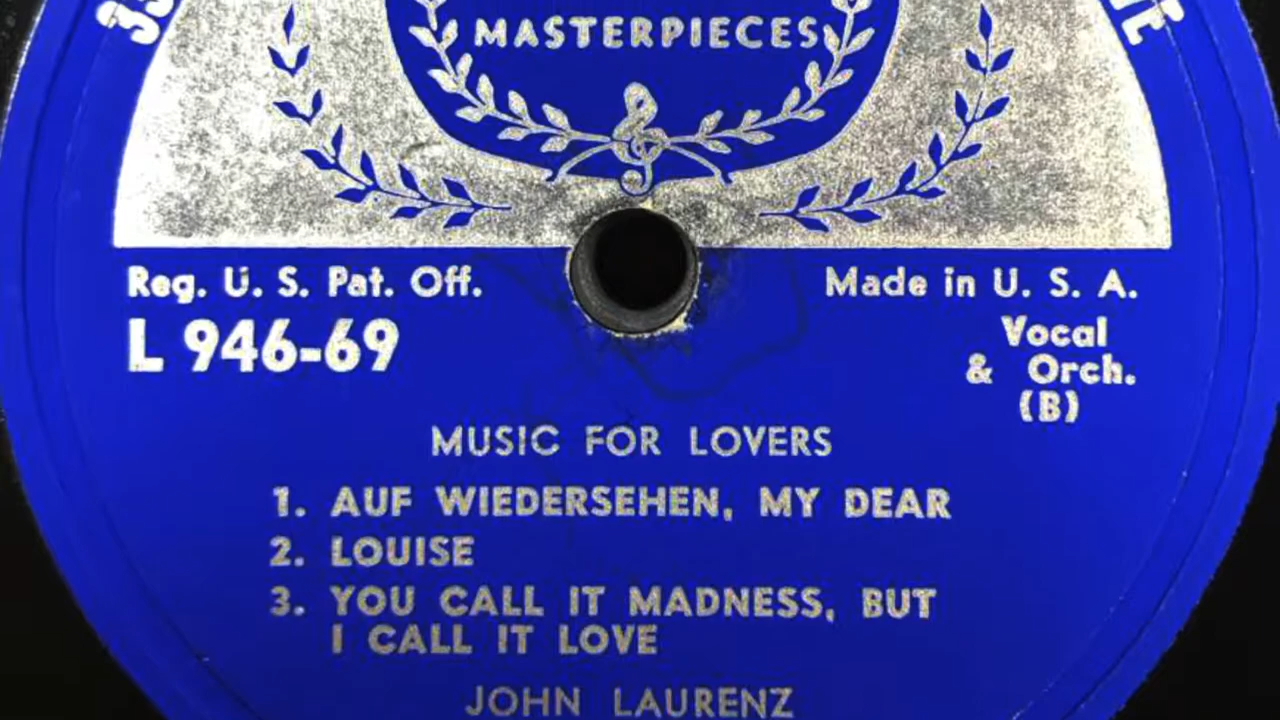 MASTERPIECES
Reg. U. S. Pat. Off.
Made in U. S. A.
L 946-69
Vocal
& Orch.
(B)
MUSIC FOR LOVERS
1. AUF WIEDERSEHEN, MY DEAR
2. LOUISE
3. YOU CALL IT MADNESS, BUT
I CALL IT LOVE
JOHN LAURENZ